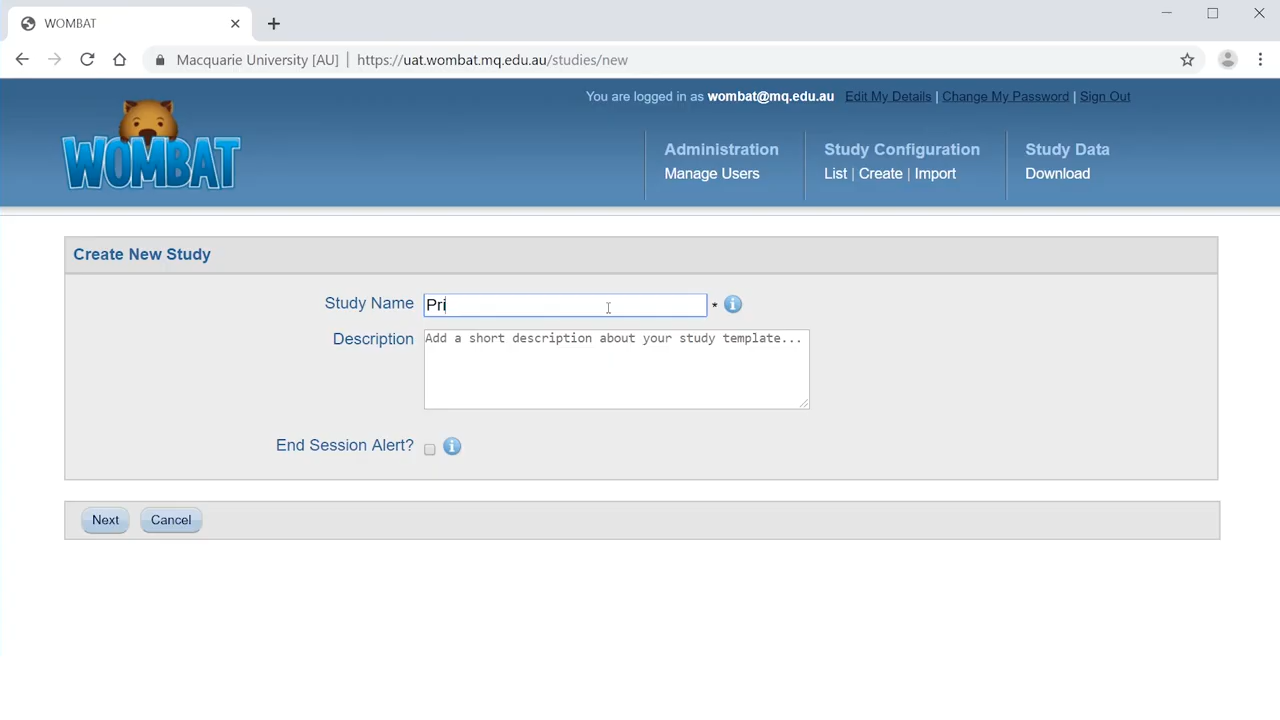 WOMBAT
Macquarie University [AU] | https://uat.wombat.mq.edu.au/studies/new
You are logged in as wombat@mq.edu.au Edit My Details | Change My Password | Sign Out
WOMBAT
Administration
Manage Users
Study Configuration
List | Create | Import
Study Data
Download
Create New Study
Study Name Pri *
Description Add a short description about your study template...
End Session Alert?
Next Cancel